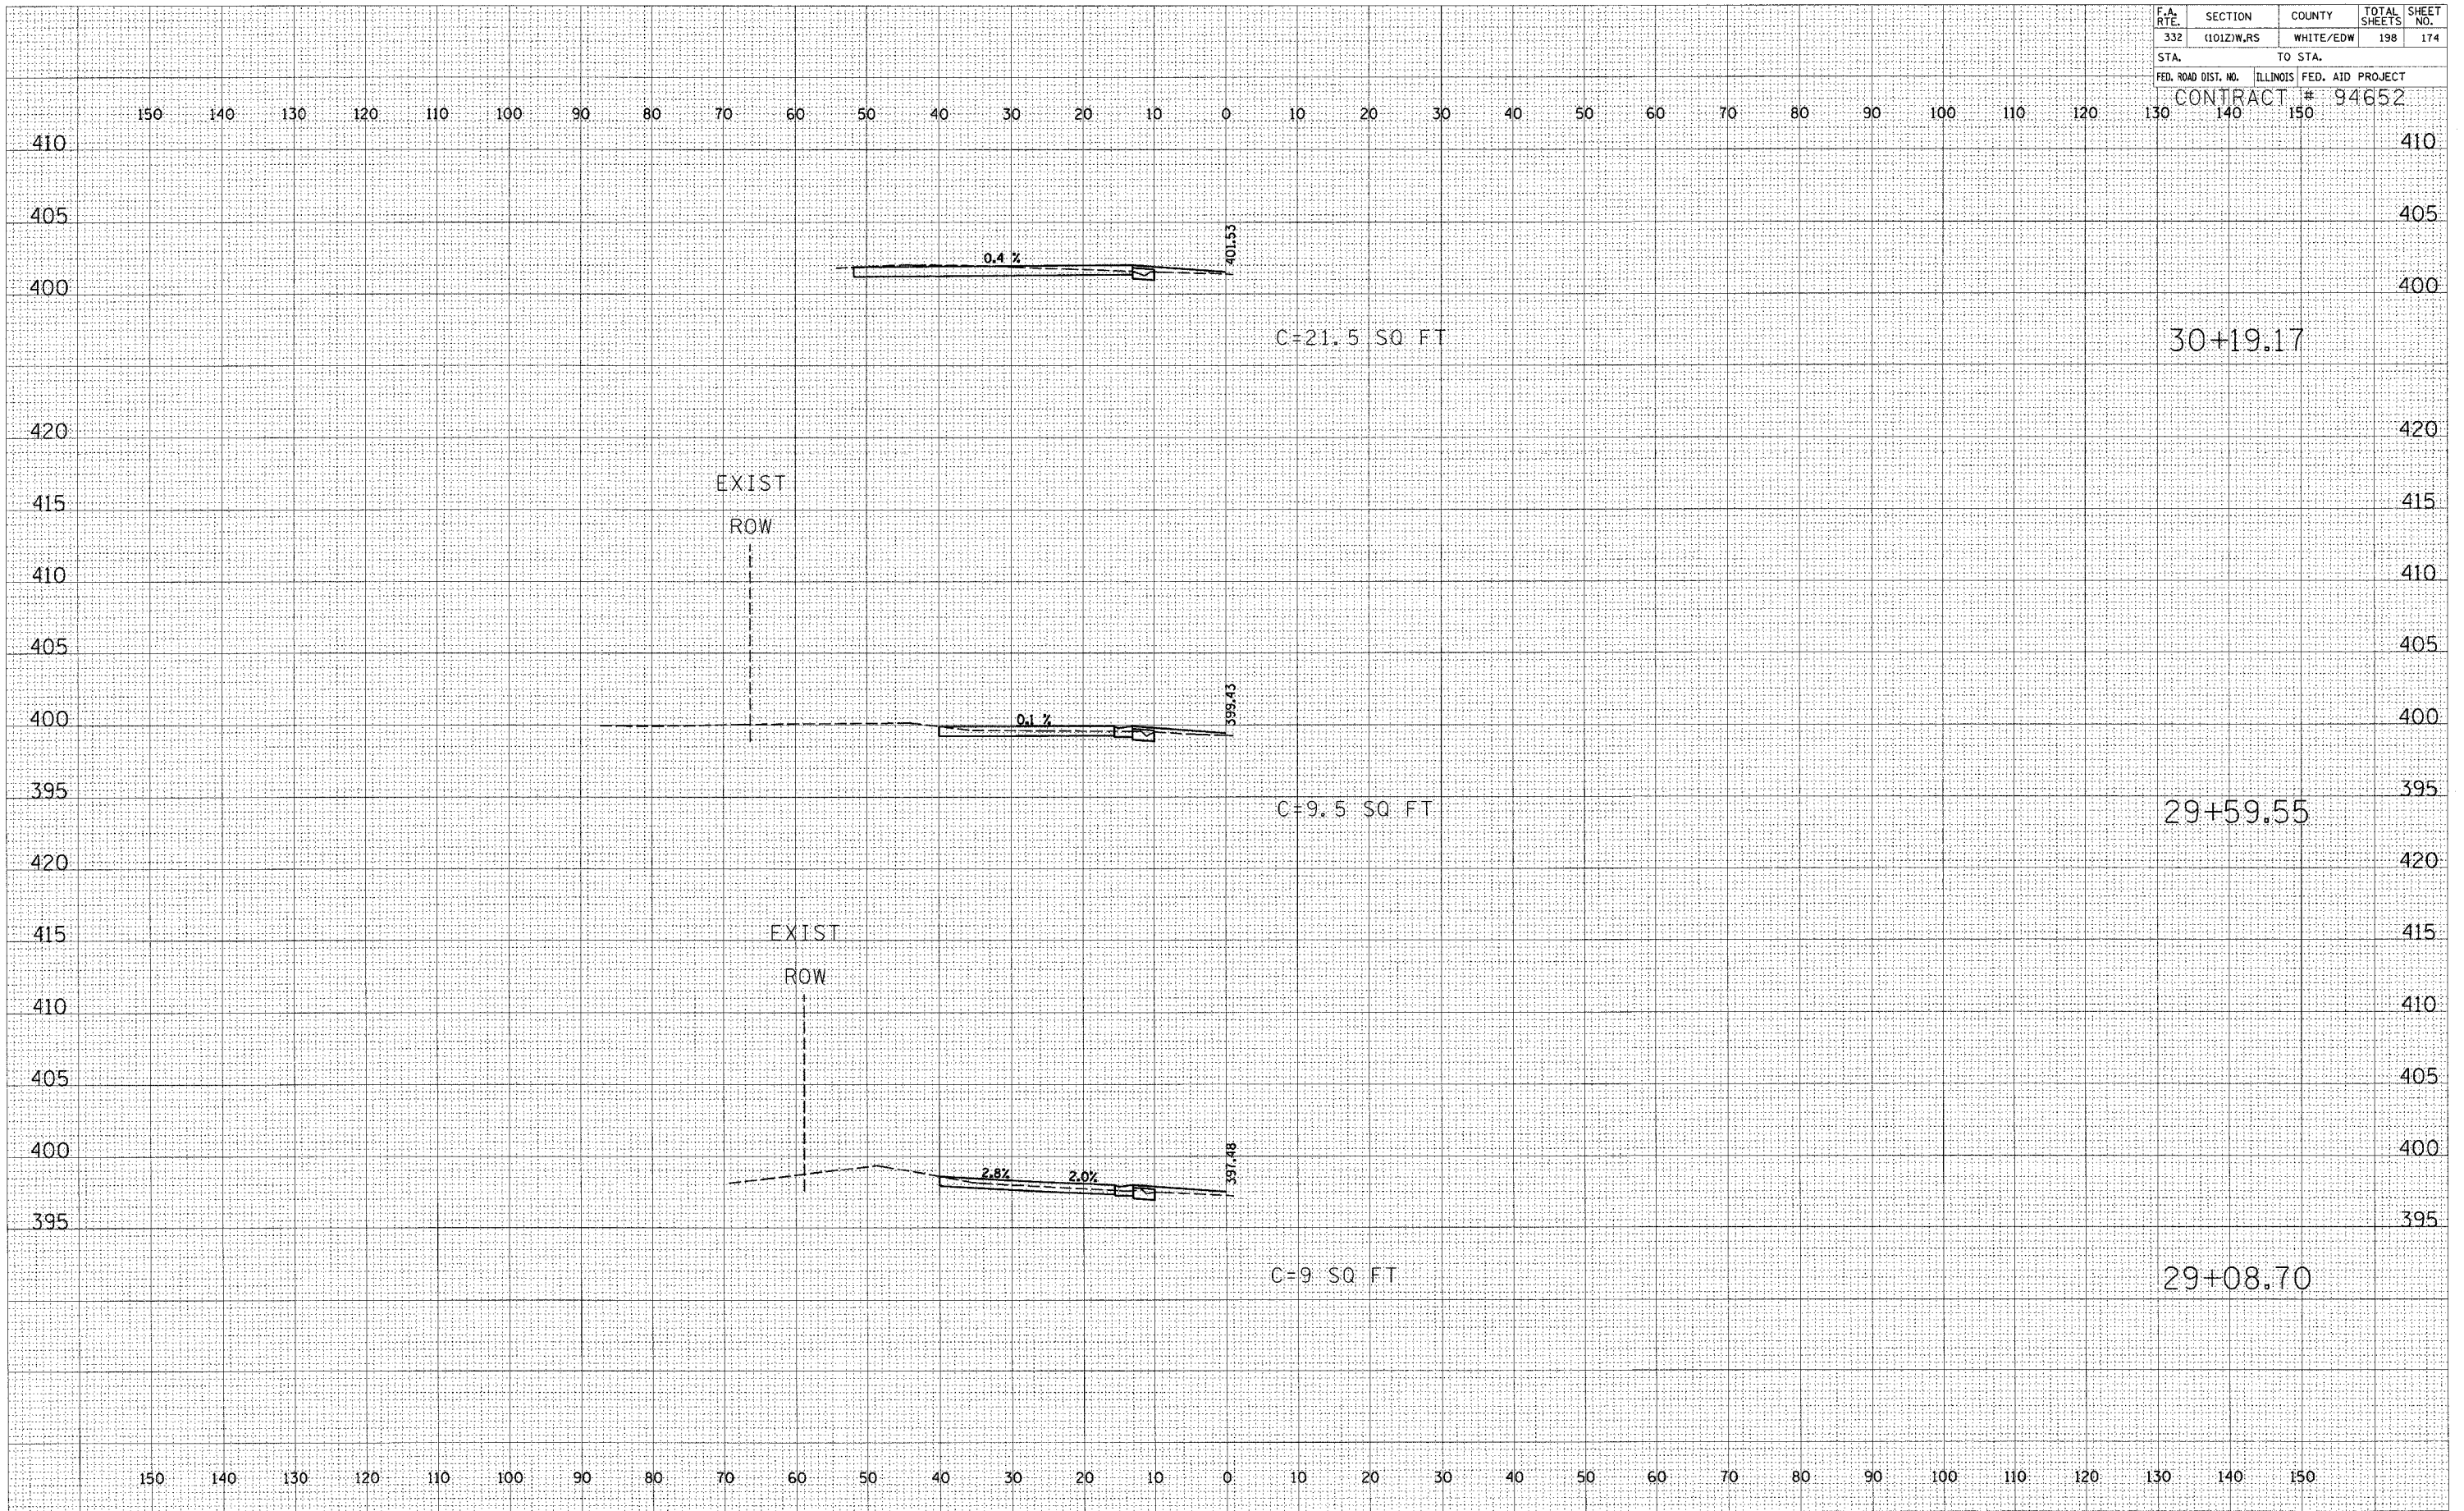 F.A. RTE. SECTION COUNTY TOTAL SHEETS SHEET NO.
332 (101Z)W,RS WHITE/EDW 198 174
STA. TO STA.
FED. ROAD DIST. NO. ILLINOIS FED. AID PROJECT
CONTRACT # 94652
150 140 130 120 110 100 90 80 70 60 50 40 30 20 10 0 10 20 30 40 50 60 70 80 90 100 110 120 130 140 150
410 410
405 405
401.53
0.4 %
400 400
C=21.5 SQ FT 30+19.17
420 420
EXIST
415 415
ROW
410 410
405 405
399.43
400 0.1 % 400
395 395
C=9.5 SQ FT 29+59.55
420 420
415 EXIST 415
ROW
410 410
405 405
400 400
397.48
2.8% 2.0%
395 395
C=9 SQ FT 29+08.70
150 140 130 120 110 100 90 80 70 60 50 40 30 20 10 0 10 20 30 40 50 60 70 80 90 100 110 120 130 140 150